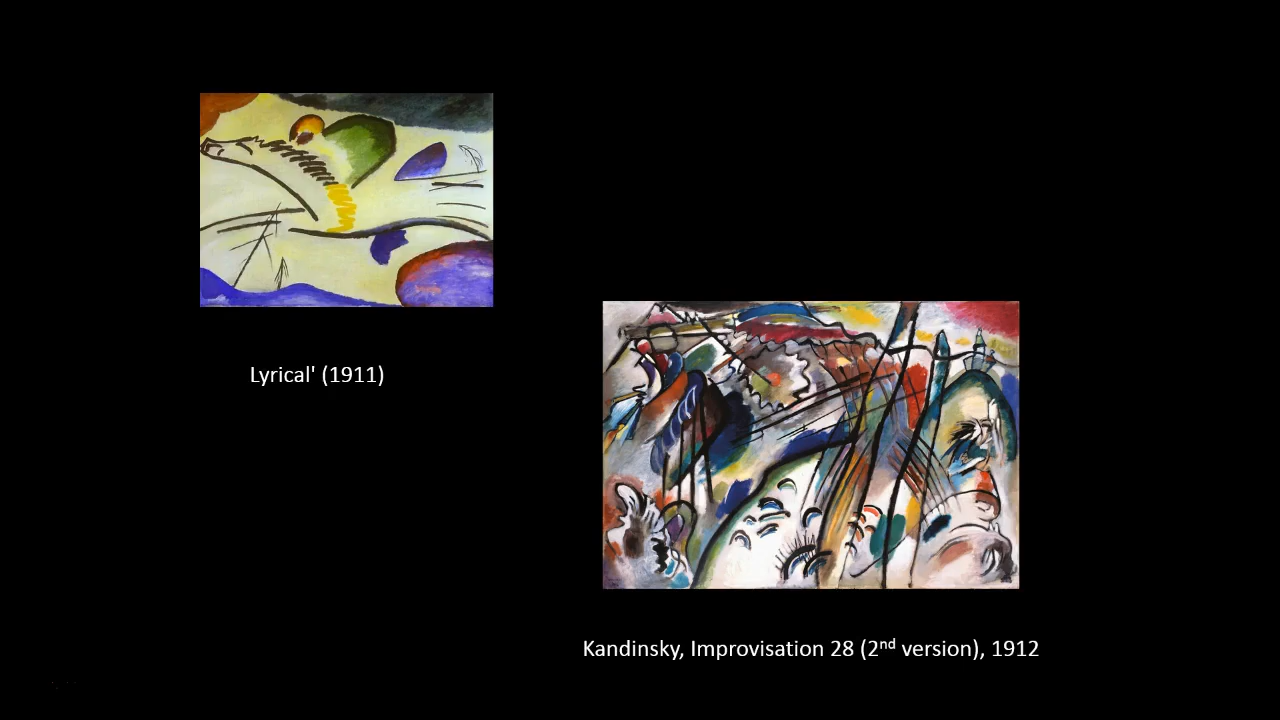 Lyrical' (1911)
Kandinsky, Improvisation 28 (2nd version), 1912